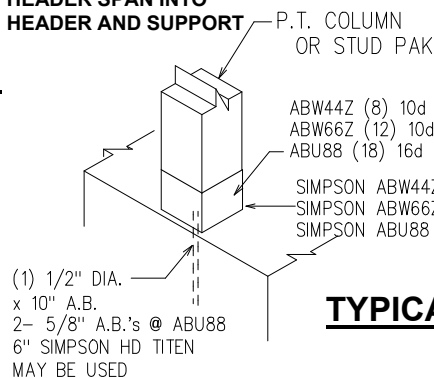 HEADER SPAN INTO
HEADER AND SUPPORT
P.T. COLUMN
OR STUD PAK
ABW44Z (8) 10d
ABW66Z (12) 10d
ABU88 (18) 16d
SIMPSON ABW44Z
SIMPSON ABW66Z
SIMPSON ABU88
(1) 1/2" DIA.
x 10" A.B.
2- 5/8" A.B.'s @ ABU88
6" SIMPSON HD TITEN
MAY BE USED
TYPICA